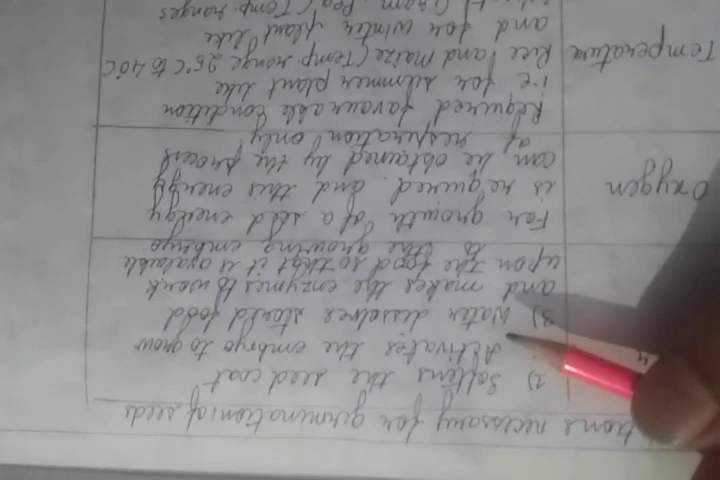 tions necessary for germination of seeds
1) Softens the seed coat
Activates the embryo to grow
3) Water dissolves stored food
and makes the enzymes to work
upon the food so that it is available
to the growing embryo
Oxygen
For growth of a seed energy
is required and this energy
can be obtained by the process
of respiration only
Temperature
Required favourable condition
i.e for summer plant like
Rice and Maize (Temp range 25°C to 40°C
and for winter plant like
Gram Pea (Temp ranges